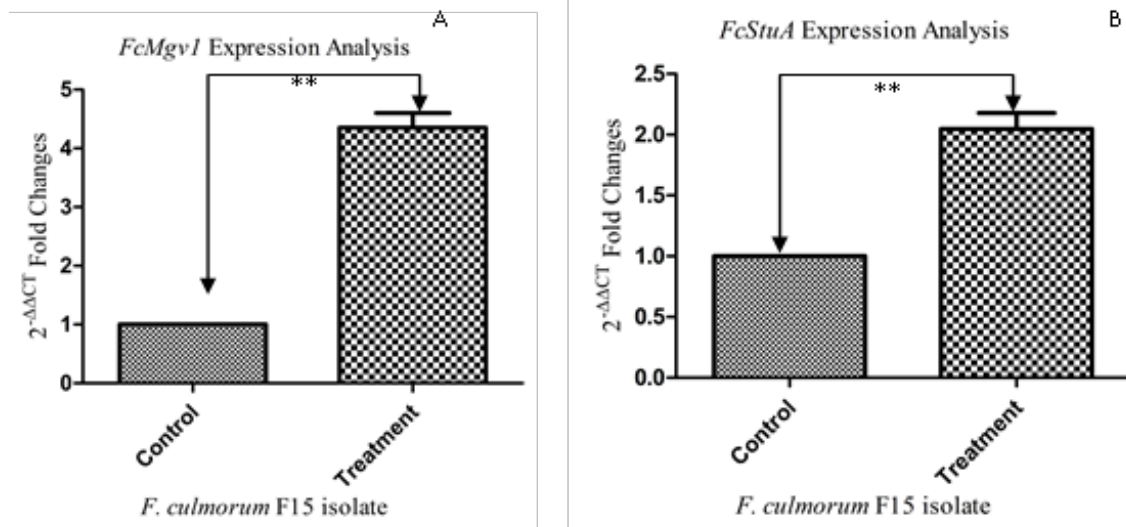 A
FcMgv1 Expression Analysis
**
5
4
3
2
1
0
2^-ΔΔCT Fold Changes
Control
Treatment
F. culmorum F15 isolate
B
FcStuA Expression Analysis
**
2.5
2.0
1.5
1.0
0.5
0.0
2^-ΔΔCT Fold Changes
Control
Treatment
F. culmorum F15 isolate